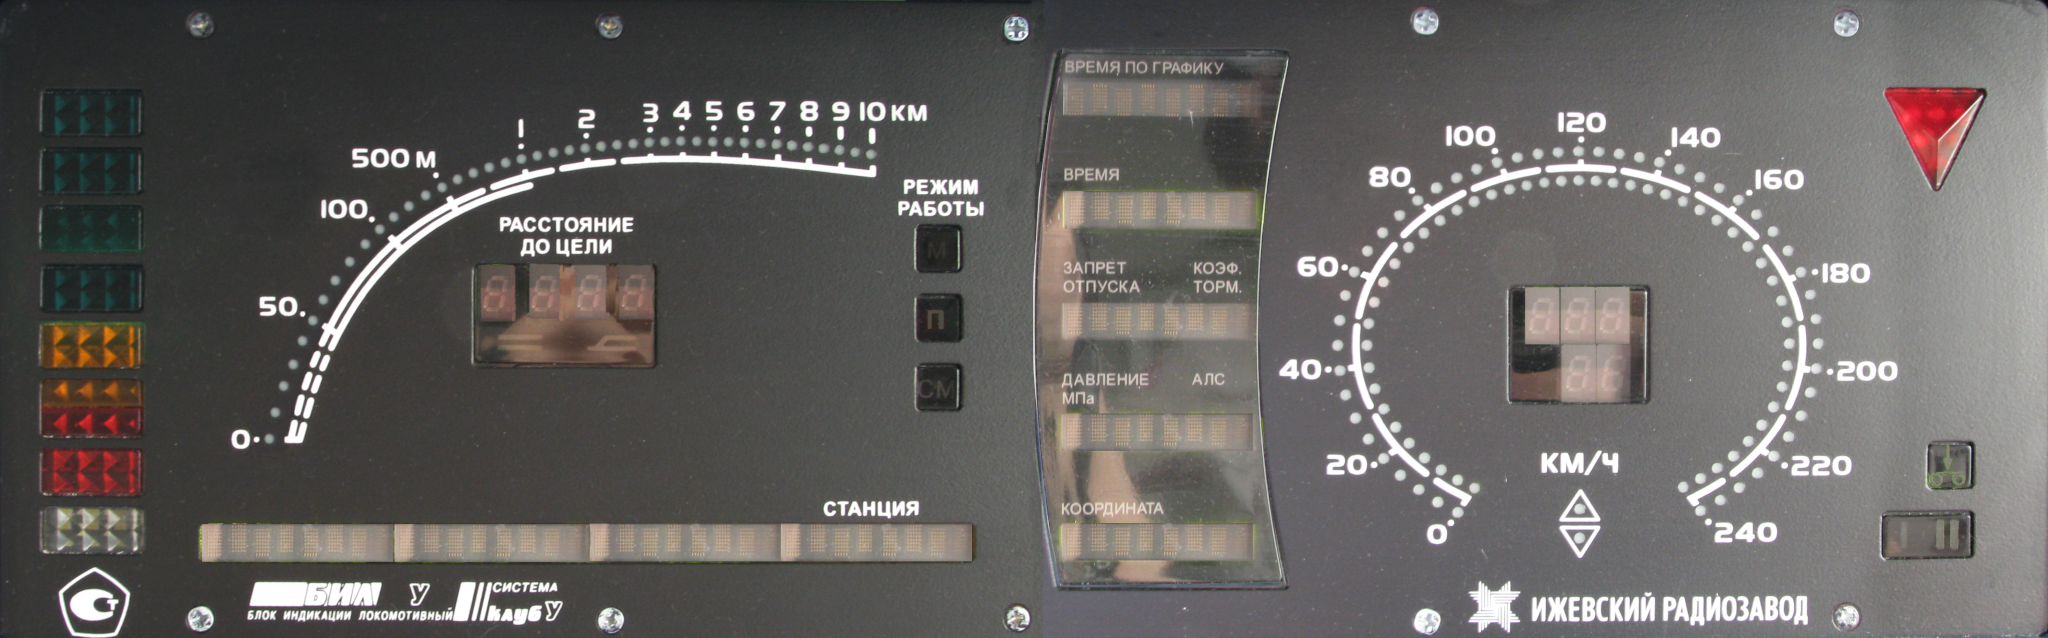 0
50
100
500 М
1
2
3
4
5
6
7
8
9
10 КМ
РАССТОЯНИЕ
ДО ЦЕЛИ
РЕЖИМ
РАБОТЫ
М
П
СМ
СТАНЦИЯ
БИЛ У
БЛОК ИНДИКАЦИИ ЛОКОМОТИВНЫЙ
СИСТЕМА
КЛУБ У
Ст
ВРЕМЯ ПО ГРАФИКУ
ВРЕМЯ
ЗАПРЕТ
ОТПУСКА
КОЭФ.
ТОРМ.
ДАВЛЕНИЕ
МПа
АЛС
КООРДИНАТА
0
20
40
60
80
100
120
140
160
180
200
220
240
КМ/Ч
I II
ИЖЕВСКИЙ РАДИОЗАВОД